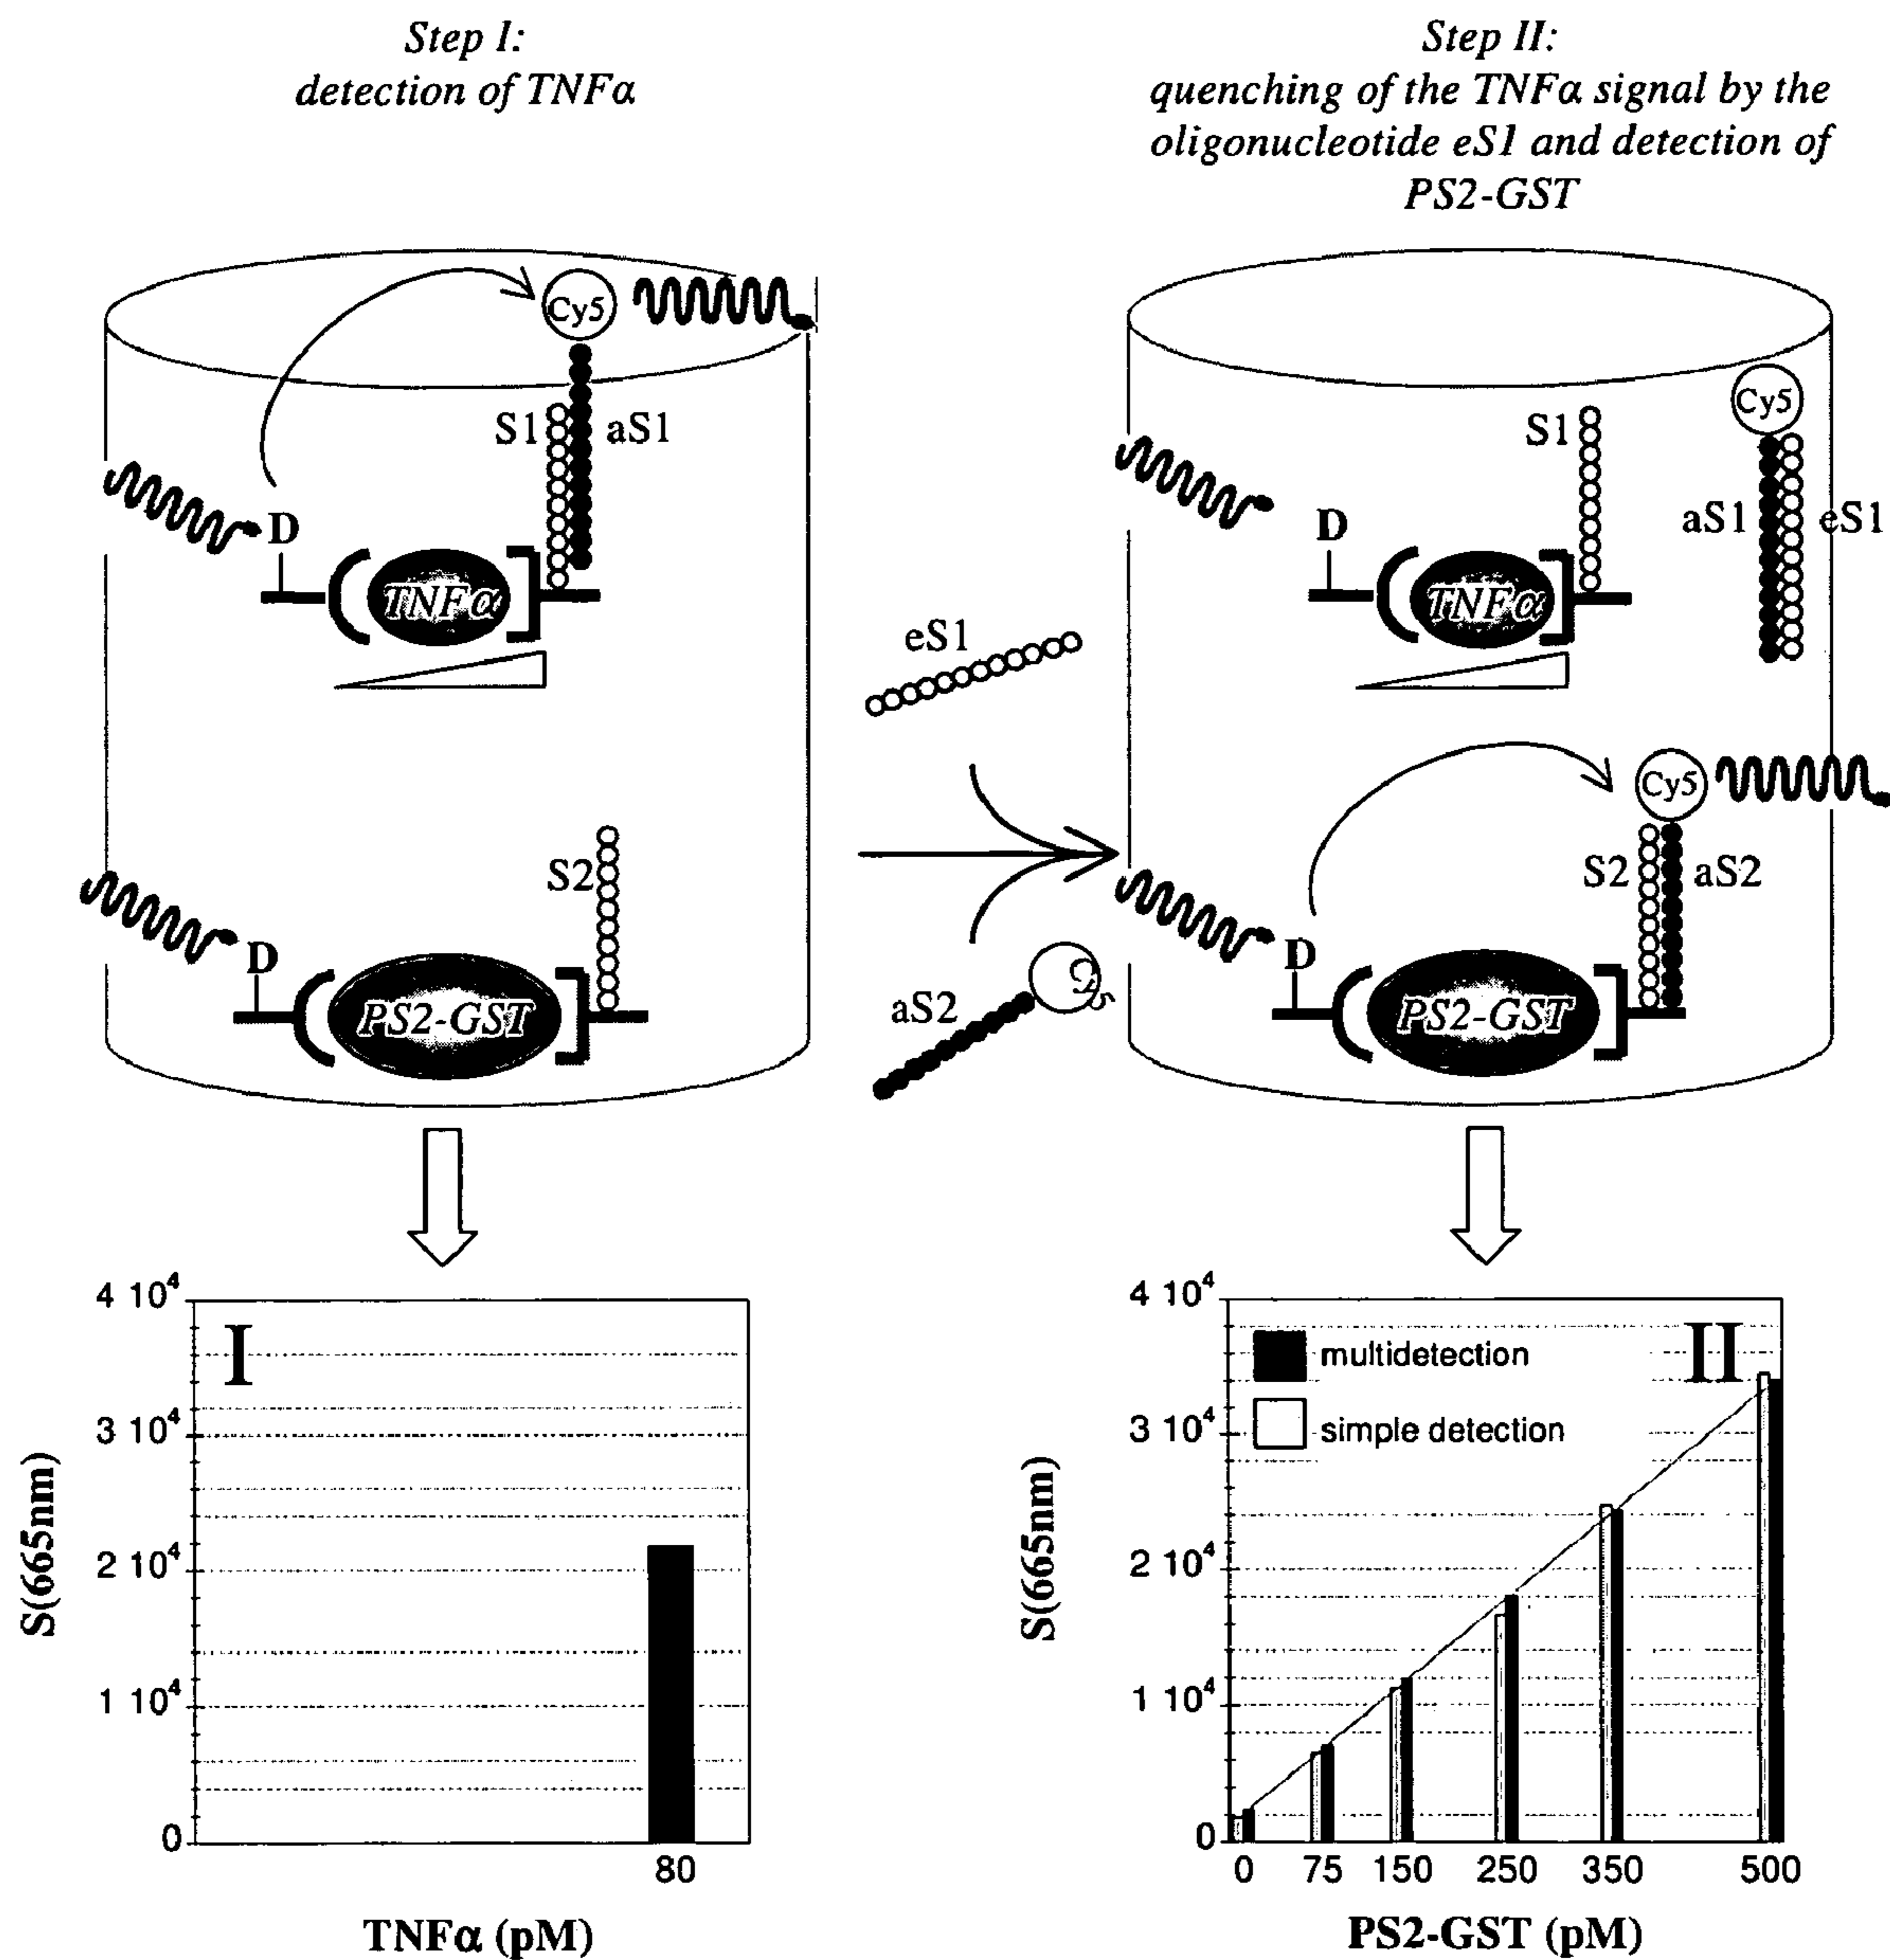 Step I:
detection of TNFα
Step II:
quenching of the TNFα signal by the
oligonucleotide eS1 and detection of
PS2-GST
Cy5
S1
aS1
D
TNFα
S2
D
PS2-GST
eS1
aS2
Cy5
Cy5
S1
aS1
eS1
D
TNFα
Cy5
S2
aS2
D
PS2-GST
I
S(665nm)
4 10⁴
3 10⁴
2 10⁴
1 10⁴
0
80
TNFα (pM)
II
multidetection
simple detection
S(665nm)
4 10⁴
3 10⁴
2 10⁴
1 10⁴
0
0 75 150 250 350 500
PS2-GST (pM)